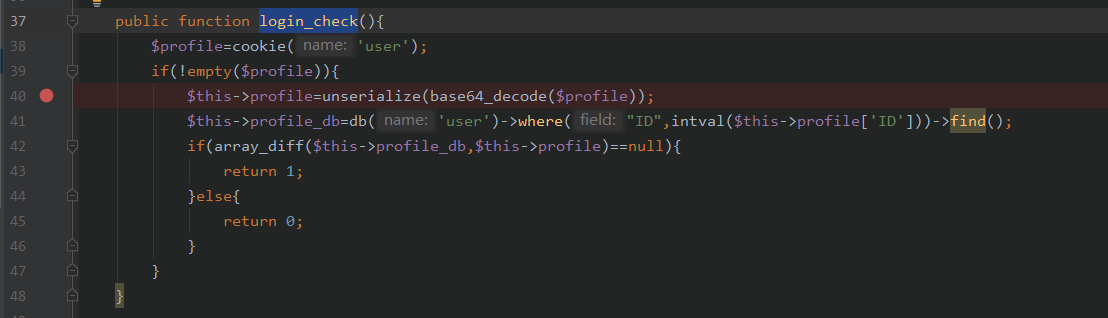 37 public function login_check(){
38 $profile=cookie( name: 'user');
39 if(!empty($profile)){
40 $this->profile=unserialize(base64_decode($profile));
41 $this->profile_db=db( name: 'user')->where( field: "ID",intval($this->profile['ID']))->find();
42 if(array_diff($this->profile_db,$this->profile)==null){
43 return 1;
44 }else{
45 return 0;
46 }
47 }
48 }